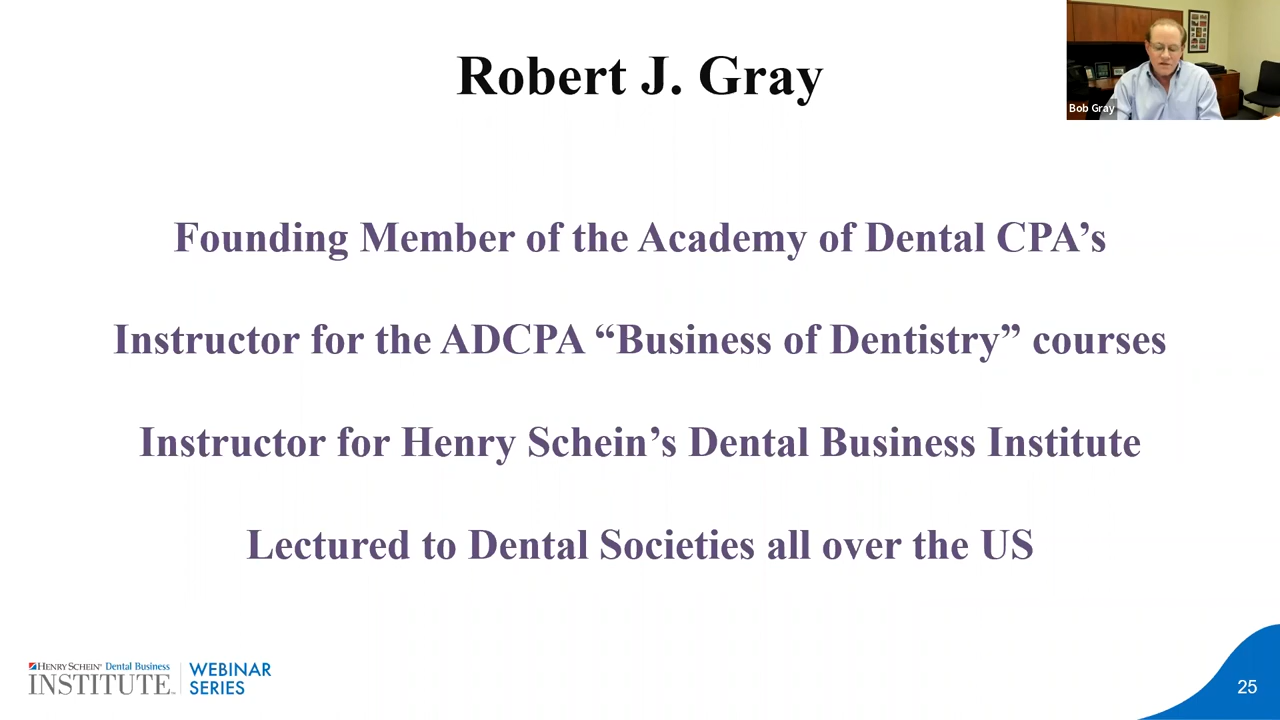 Robert J. Gray
Bob Gray
Founding Member of the Academy of Dental CPA’s
Instructor for the ADCPA “Business of Dentistry” courses
Instructor for Henry Schein’s Dental Business Institute
Lectured to Dental Societies all over the US
HENRY SCHEIN® Dental Business
INSTITUTE™
WEBINAR
SERIES
25